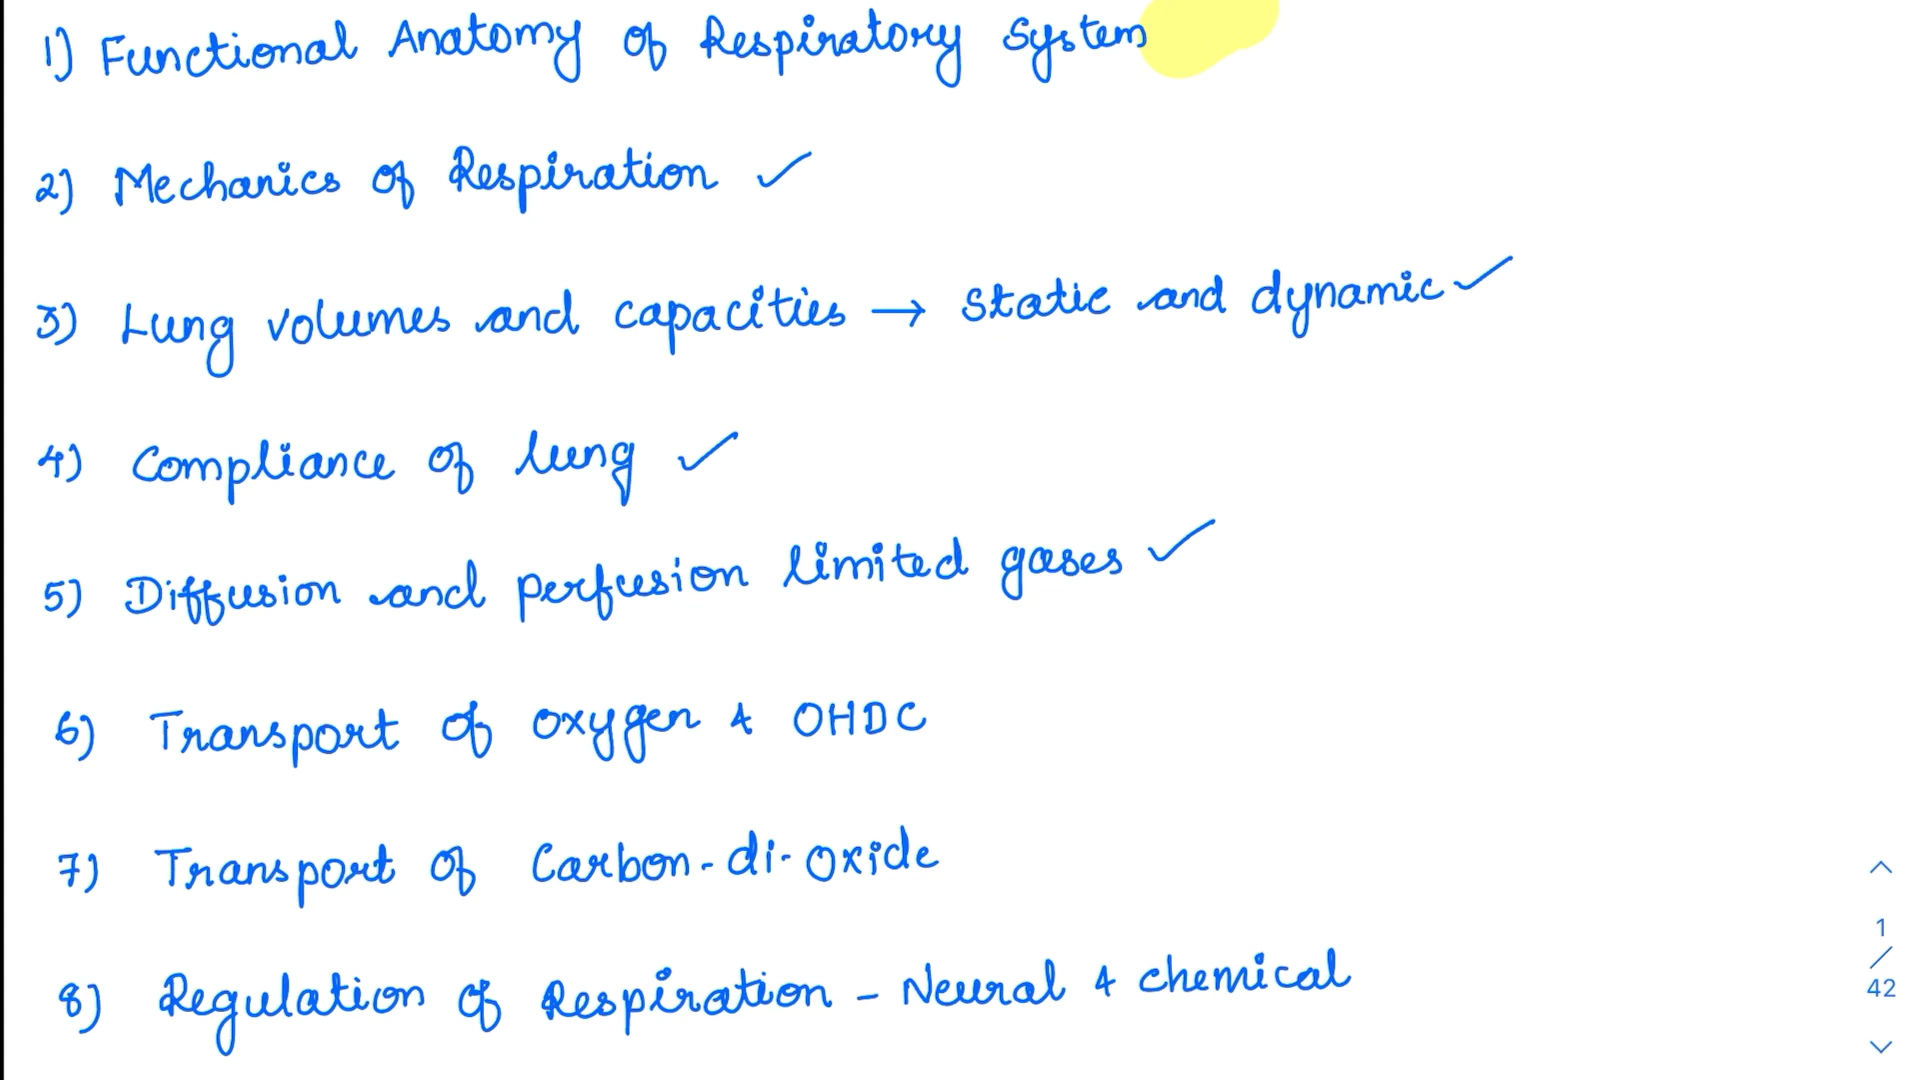 1) Functional Anatomy of Respiratory System
2) Mechanics of Respiration ✓
3) Lung volumes and capacities → Static and dynamic ✓
4) Compliance of lung ✓
5) Diffusion and perfusion limited gases ✓
6) Transport of oxygen & OHDC
7) Transport of Carbon-di-oxide
8) Regulation of Respiration - Neural & chemical
1
/
42